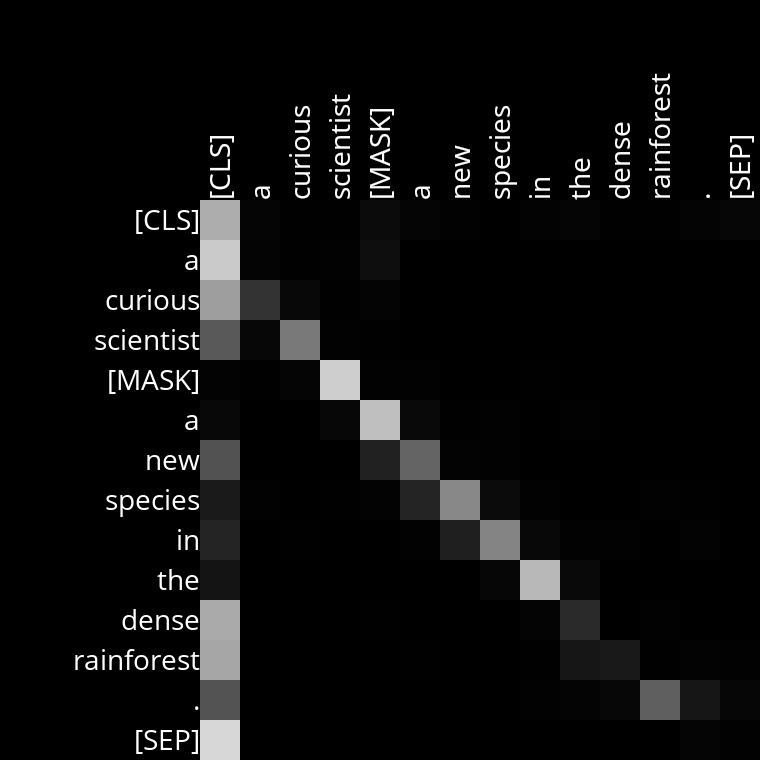 [CLS]
a
curious
scientist
[MASK]
a
new
species
in
the
dense
rainforest
.
[SEP]
[CLS]
a
curious
scientist
[MASK]
a
new
species
in
the
dense
rainforest
.
[SEP]